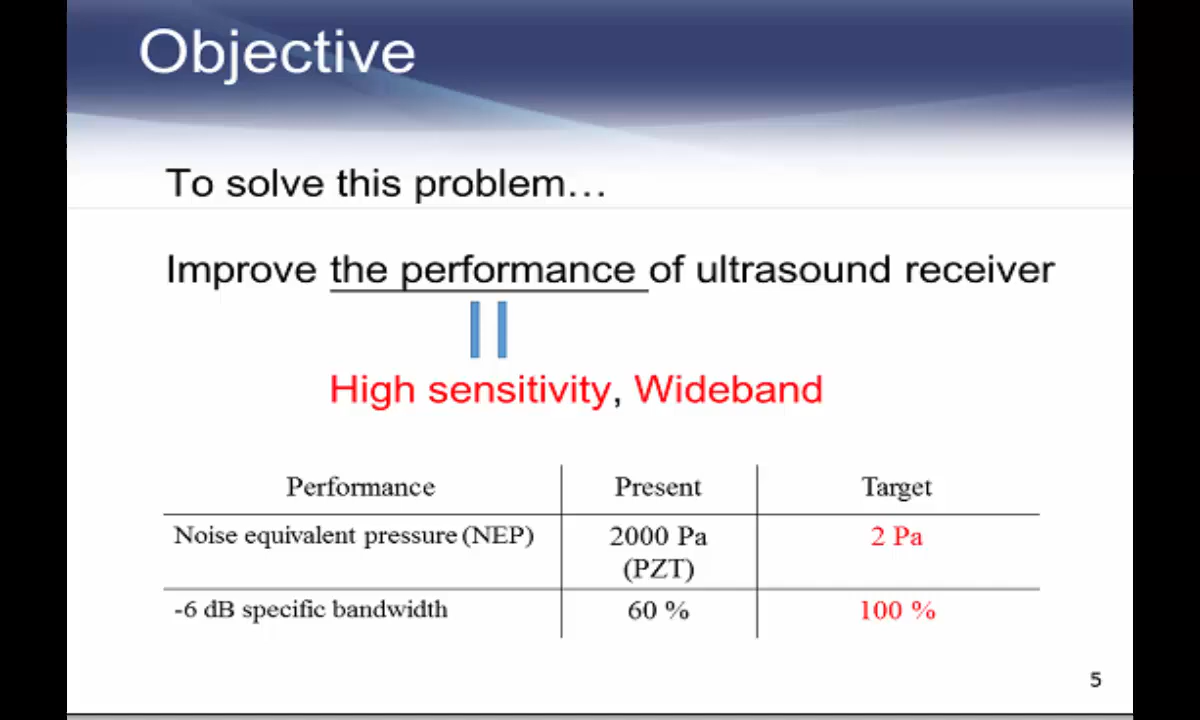 Objective
To solve this problem…
Improve the performance of ultrasound receiver
High sensitivity, Wideband
Performance Present Target
Noise equivalent pressure (NEP) 2000 Pa 2 Pa
(PZT)
-6 dB specific bandwidth 60 % 100 %
5